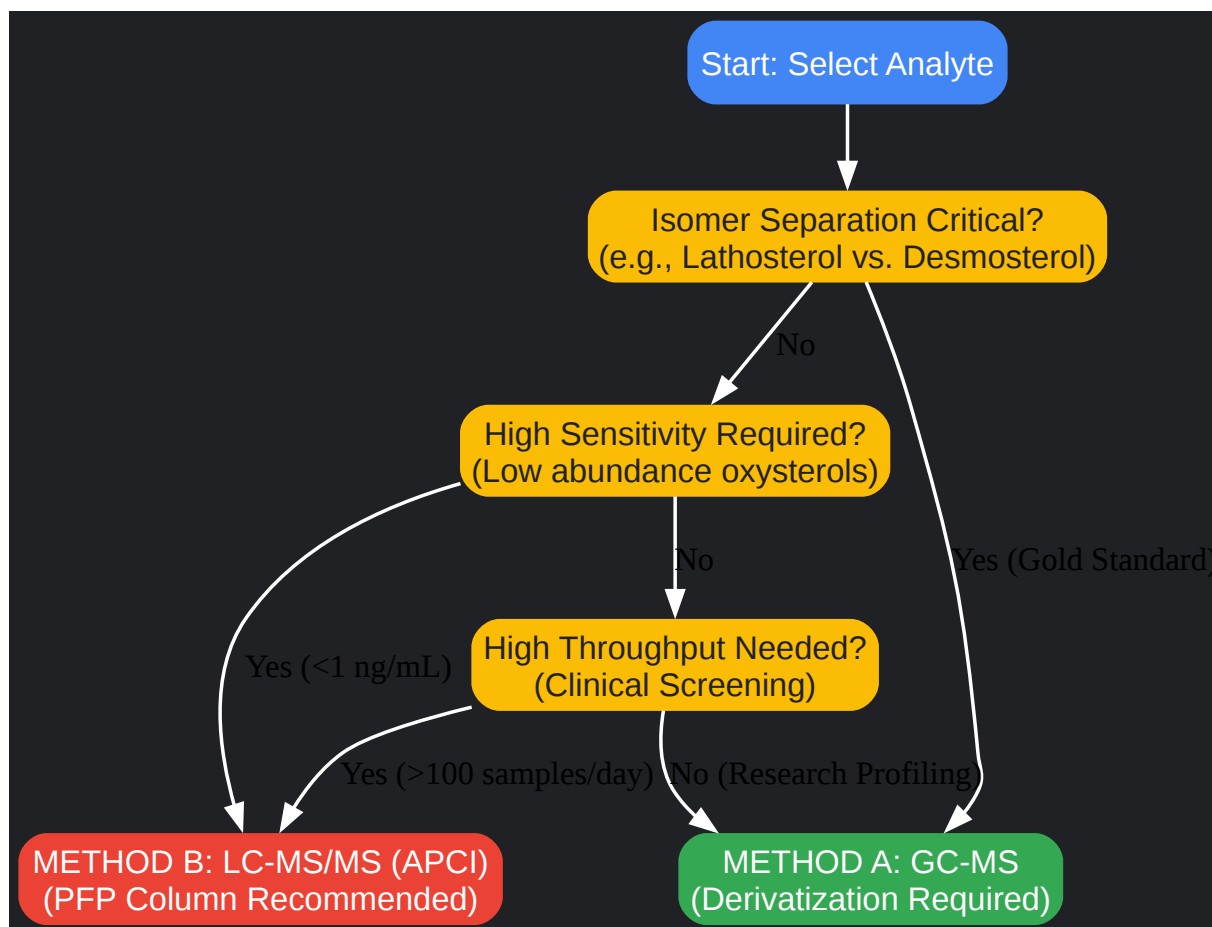 Start: Select Analyte
Isomer Separation Critical?
(e.g., Lathosterol vs. Desmosterol)
No
High Sensitivity Required?
(Low abundance oxysterols)
No
Yes (Gold Standard)
High Throughput Needed?
(Clinical Screening)
Yes (<1 ng/mL)
Yes (>100 samples/day)
No (Research Profiling)
METHOD B: LC-MS/MS (APCI)
(PFP Column Recommended)
METHOD A: GC-MS
(Derivatization Required)